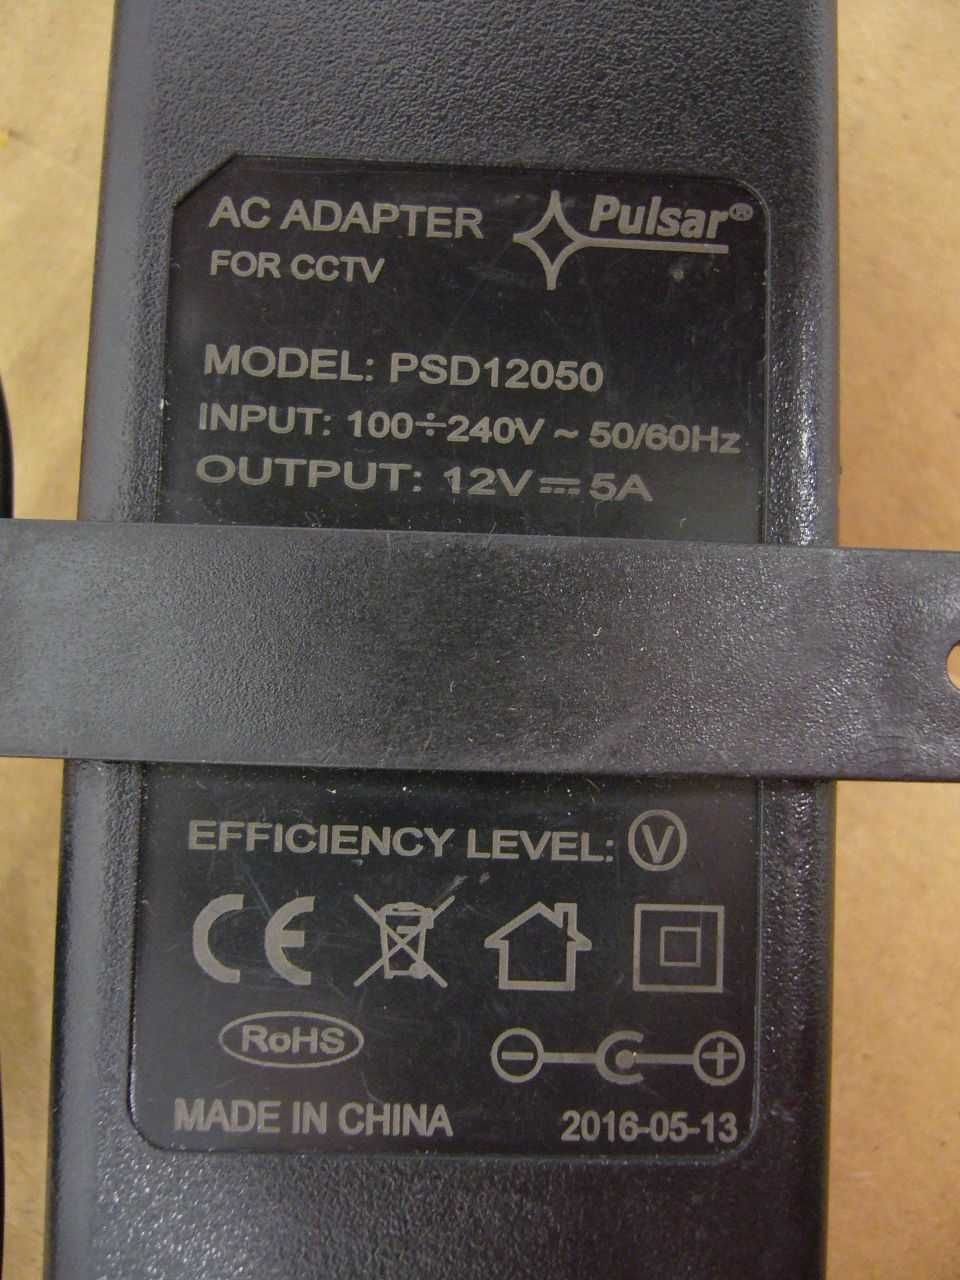 AC ADAPTER
Pulsar®
FOR CCTV
MODEL: PSD12050
INPUT: 100÷240V ~ 50/60Hz
OUTPUT: 12V ⎓ 5A
EFFICIENCY LEVEL: V
CE
RoHS
MADE IN CHINA
2016-05-13